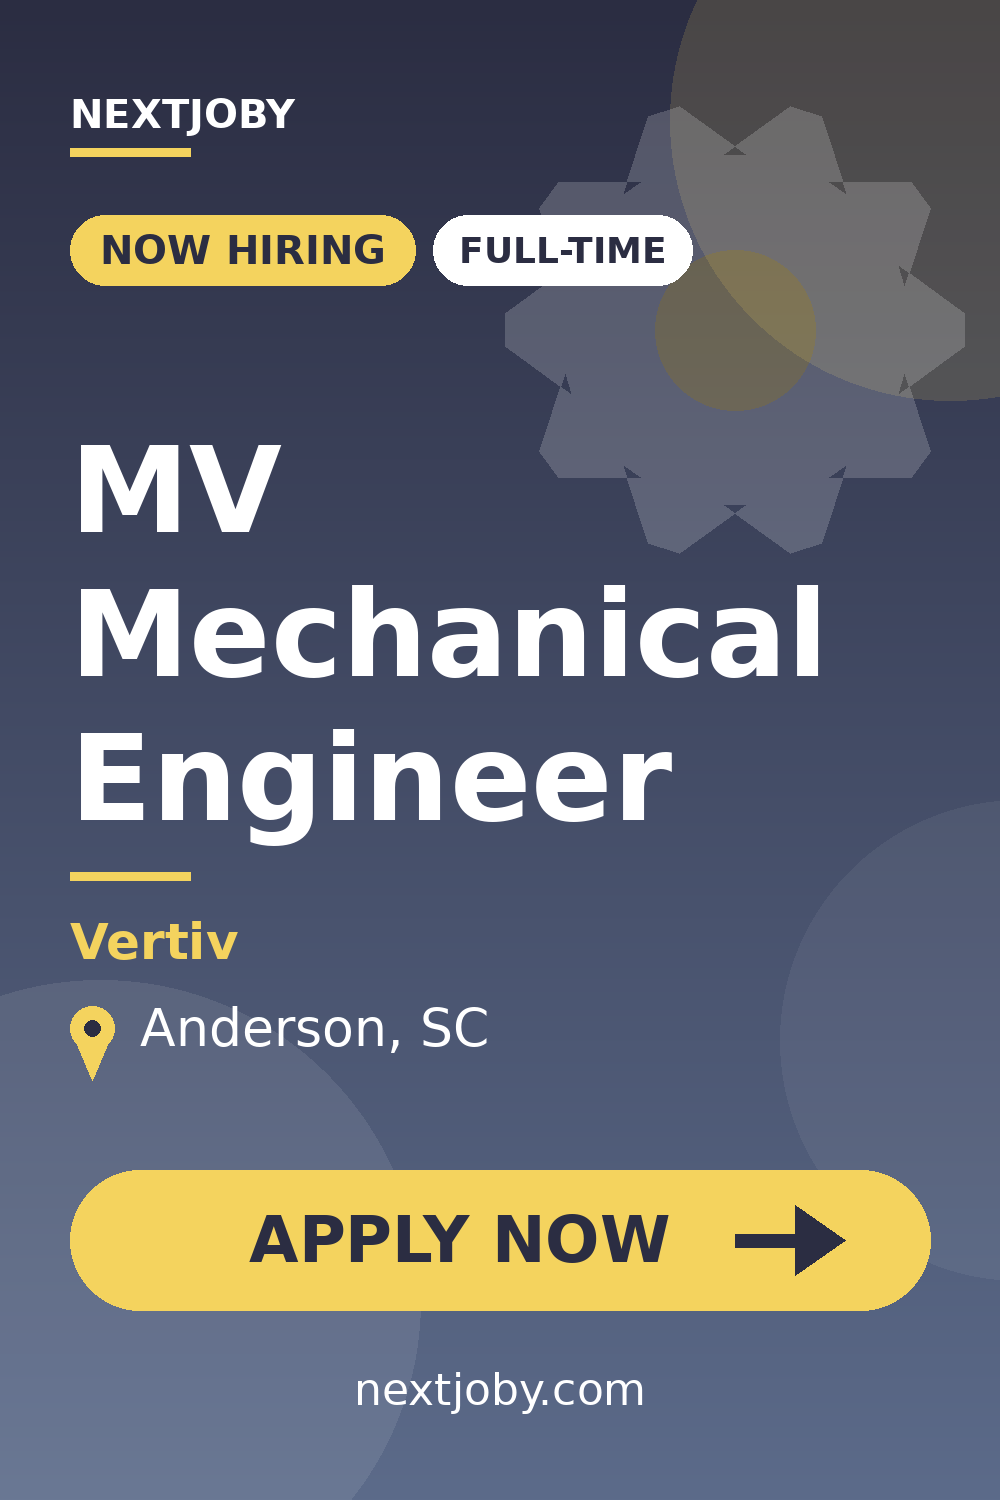 NEXTJOBY
NOW HIRING FULL-TIME
MV
Mechanical
Engineer
Vertiv
Anderson, SC
APPLY NOW
nextjoby.com